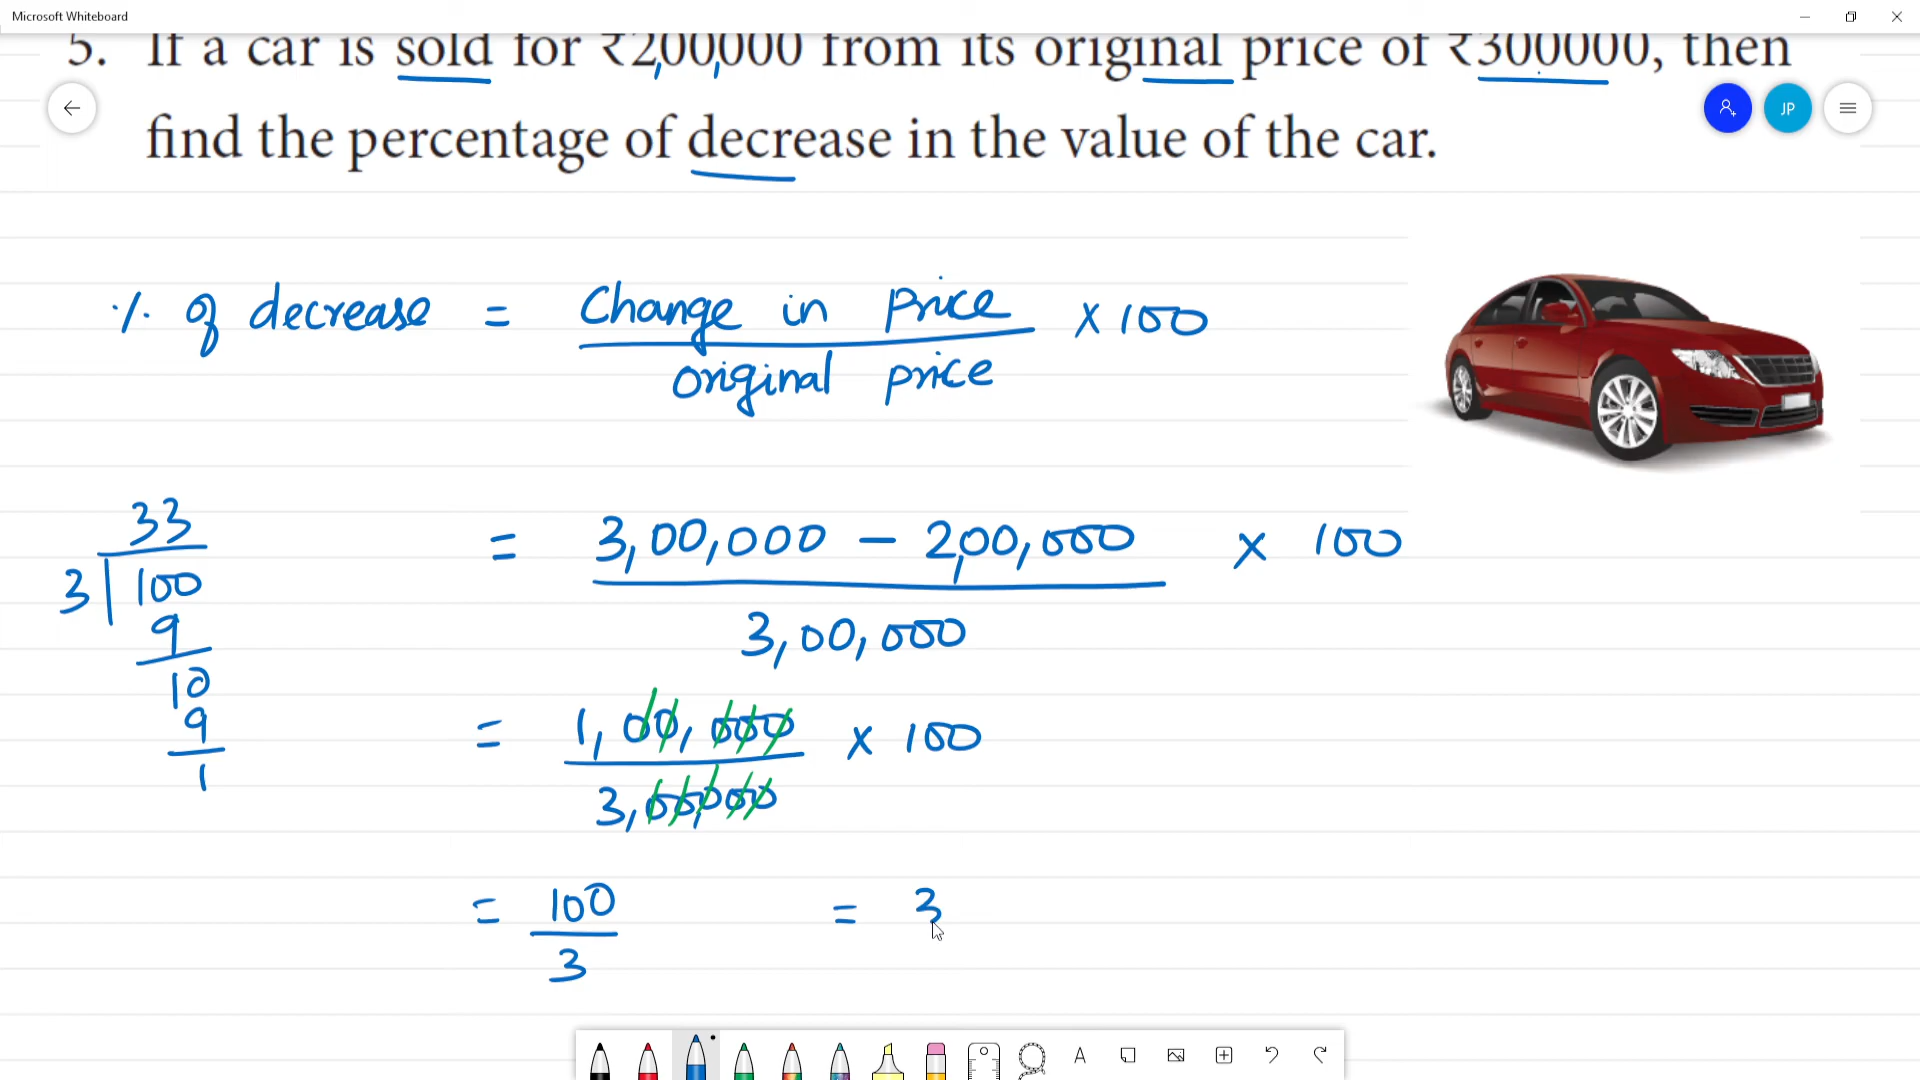 Microsoft Whiteboard
5. If a car is sold for ₹2,00,000 from its original price of ₹300000, then
find the percentage of decrease in the value of the car.
JP
% of decrease = Change in price / original price × 100
33
3 | 100
9
10
9
1
= 3,00,000 − 2,00,000 / 3,00,000 × 100
= 1,00,000 / 3,00,000 × 100
= 100 / 3 = 3
A